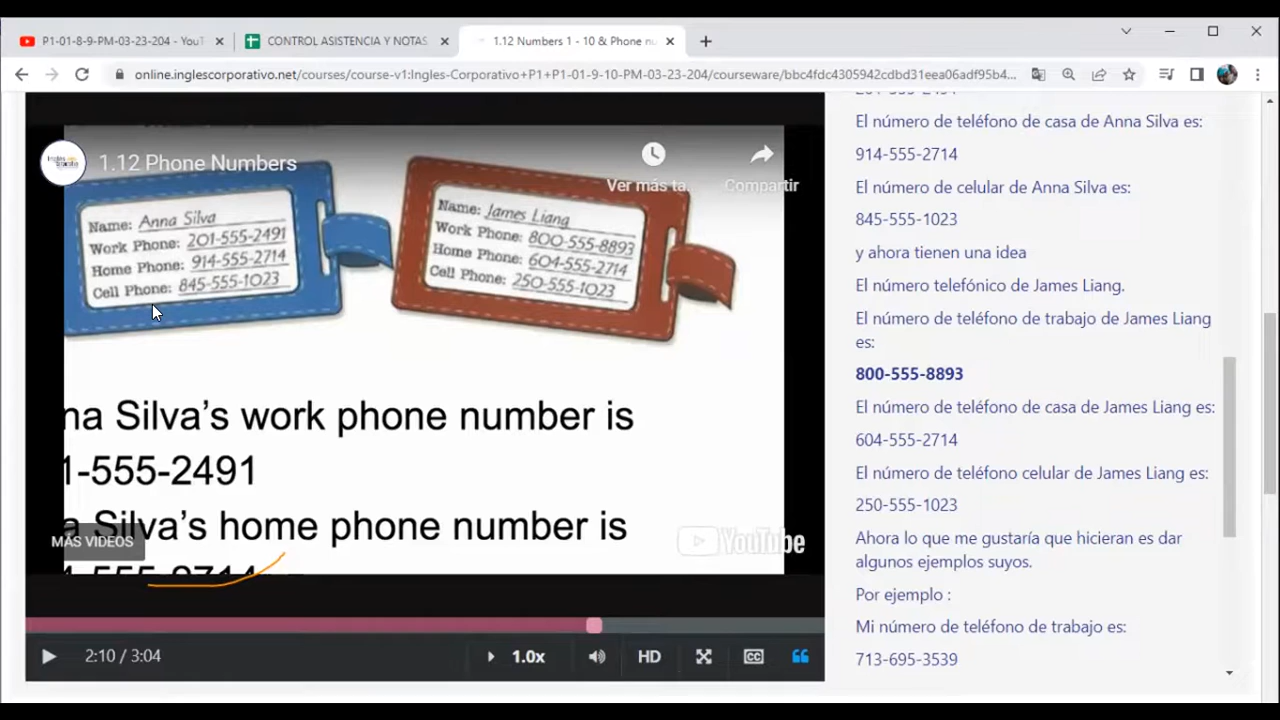 P1-01-8-9-PM-03-23-204 - YouT
CONTROL ASISTENCIA Y NOTAS
1.12 Numbers 1 - 10 & Phone nu
online.inglescorporativo.net/courses/course-v1:Ingles-Corporativo+P1+P1-01-9-10-PM-03-23-204/courseware/bbc4fdc4305942cdbd31eea06adf95b4...
1.12 Phone Numbers
Ver más ta.
Compartir
Name: Anna Silva
Work Phone: 201-555-2491
Home Phone: 914-555-2714
Cell Phone: 845-555-1023
Name: James Liang
Work Phone: 800-555-8893
Home Phone: 604-555-2714
Cell Phone: 250-555-1023
na Silva's work phone number is
1-555-2491
a Silva's home phone number is
4-555-2714
MÁS VIDEOS
YouTube
2:10 / 3:04
1.0x
HD
CC
201-555-2491
El número de teléfono de casa de Anna Silva es:
914-555-2714
El número de celular de Anna Silva es:
845-555-1023
y ahora tienen una idea
El número telefónico de James Liang.
El número de teléfono de trabajo de James Liang
es:
800-555-8893
El número de teléfono de casa de James Liang es:
604-555-2714
El número de teléfono celular de James Liang es:
250-555-1023
Ahora lo que me gustaría que hicieran es dar
algunos ejemplos suyos.
Por ejemplo :
Mi número de teléfono de trabajo es:
713-695-3539